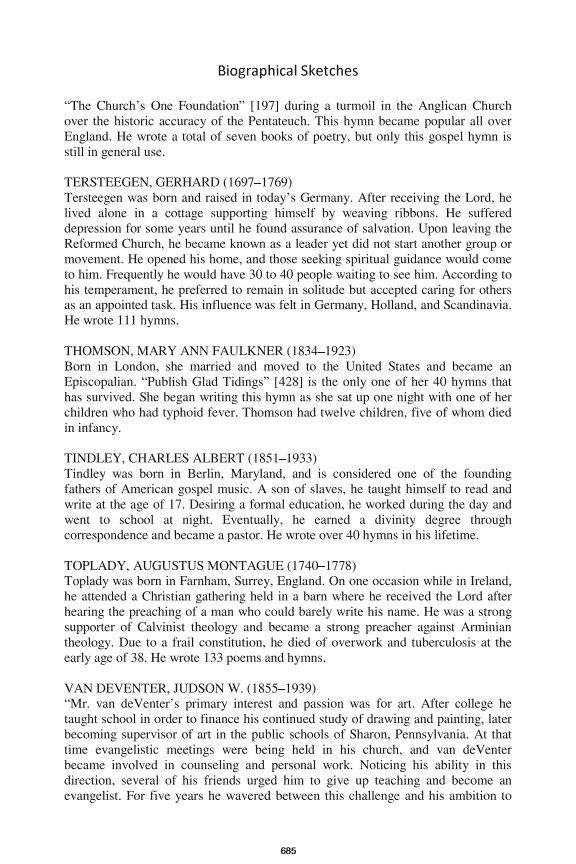 Biographical Sketches
“The Church’s One Foundation” [197] during a turmoil in the Anglican Church
over the historic accuracy of the Pentateuch. This hymn became popular all over
England. He wrote a total of seven books of poetry, but only this gospel hymn is
still in general use.
TERSTEEGEN, GERHARD (1697–1769)
Tersteegen was born and raised in today’s Germany. After receiving the Lord, he
lived alone in a cottage supporting himself by weaving ribbons. He suffered
depression for some years until he found assurance of salvation. Upon leaving the
Reformed Church, he became known as a leader yet did not start another group or
movement. He opened his home, and those seeking spiritual guidance would come
to him. Frequently he would have 30 to 40 people waiting to see him. According to
his temperament, he preferred to remain in solitude but accepted caring for others
as an appointed task. His influence was felt in Germany, Holland, and Scandinavia.
He wrote 111 hymns.
THOMSON, MARY ANN FAULKNER (1834–1923)
Born in London, she married and moved to the United States and became an
Episcopalian. “Publish Glad Tidings” [428] is the only one of her 40 hymns that
has survived. She began writing this hymn as she sat up one night with one of her
children who had typhoid fever. Thomson had twelve children, five of whom died
in infancy.
TINDLEY, CHARLES ALBERT (1851–1933)
Tindley was born in Berlin, Maryland, and is considered one of the founding
fathers of American gospel music. A son of slaves, he taught himself to read and
write at the age of 17. Desiring a formal education, he worked during the day and
went to school at night. Eventually, he earned a divinity degree through
correspondence and became a pastor. He wrote over 40 hymns in his lifetime.
TOPLADY, AUGUSTUS MONTAGUE (1740–1778)
Toplady was born in Farnham, Surrey, England. On one occasion while in Ireland,
he attended a Christian gathering held in a barn where he received the Lord after
hearing the preaching of a man who could barely write his name. He was a strong
supporter of Calvinist theology and became a strong preacher against Arminian
theology. Due to a frail constitution, he died of overwork and tuberculosis at the
early age of 38. He wrote 133 poems and hymns.
VAN DEVENTER, JUDSON W. (1855–1939)
“Mr. van deVenter’s primary interest and passion was for art. After college he
taught school in order to finance his continued study of drawing and painting, later
becoming supervisor of art in the public schools of Sharon, Pennsylvania. At that
time evangelistic meetings were being held in his church, and van deVenter
became involved in counseling and personal work. Noticing his ability in this
direction, several of his friends urged him to give up teaching and become an
evangelist. For five years he wavered between this challenge and his ambition to
685